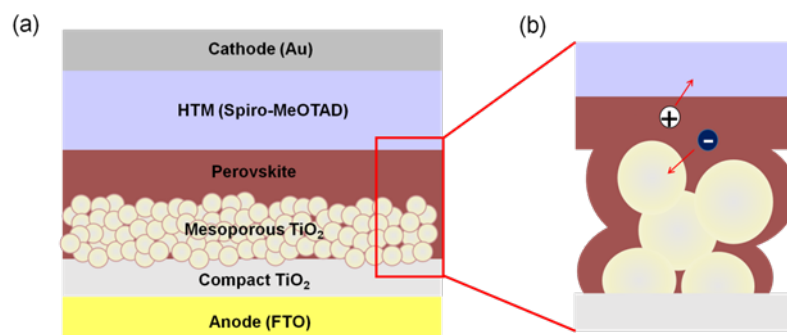 (a)
Cathode (Au)
HTM (Spiro-MeOTAD)
Perovskite
Mesoporous TiO₂
Compact TiO₂
Anode (FTO)
(b)
+
-